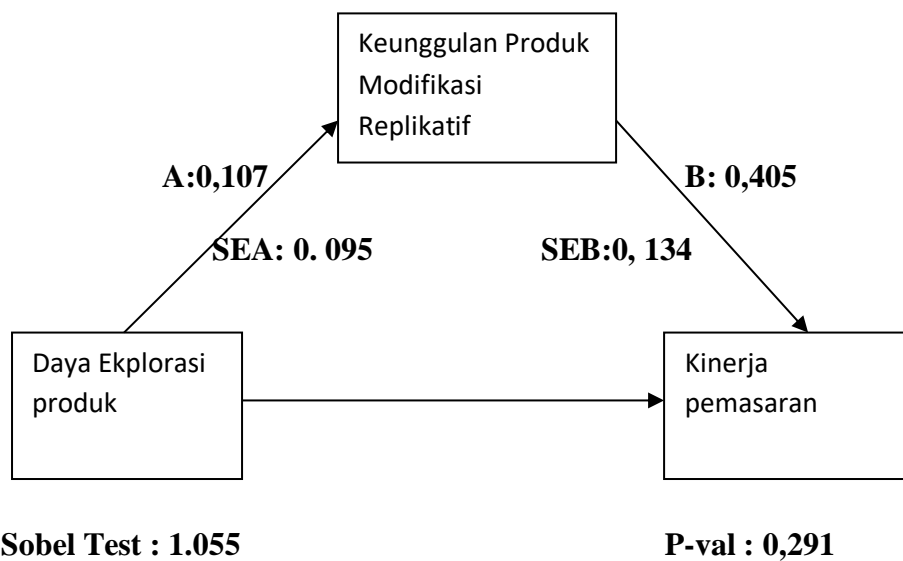 Keunggulan Produk
Modifikasi
Replikatif
A:0,107
B: 0,405
SEA: 0. 095
SEB:0, 134
Daya Ekplorasi
produk
Kinerja
pemasaran
Sobel Test : 1.055
P-val : 0,291